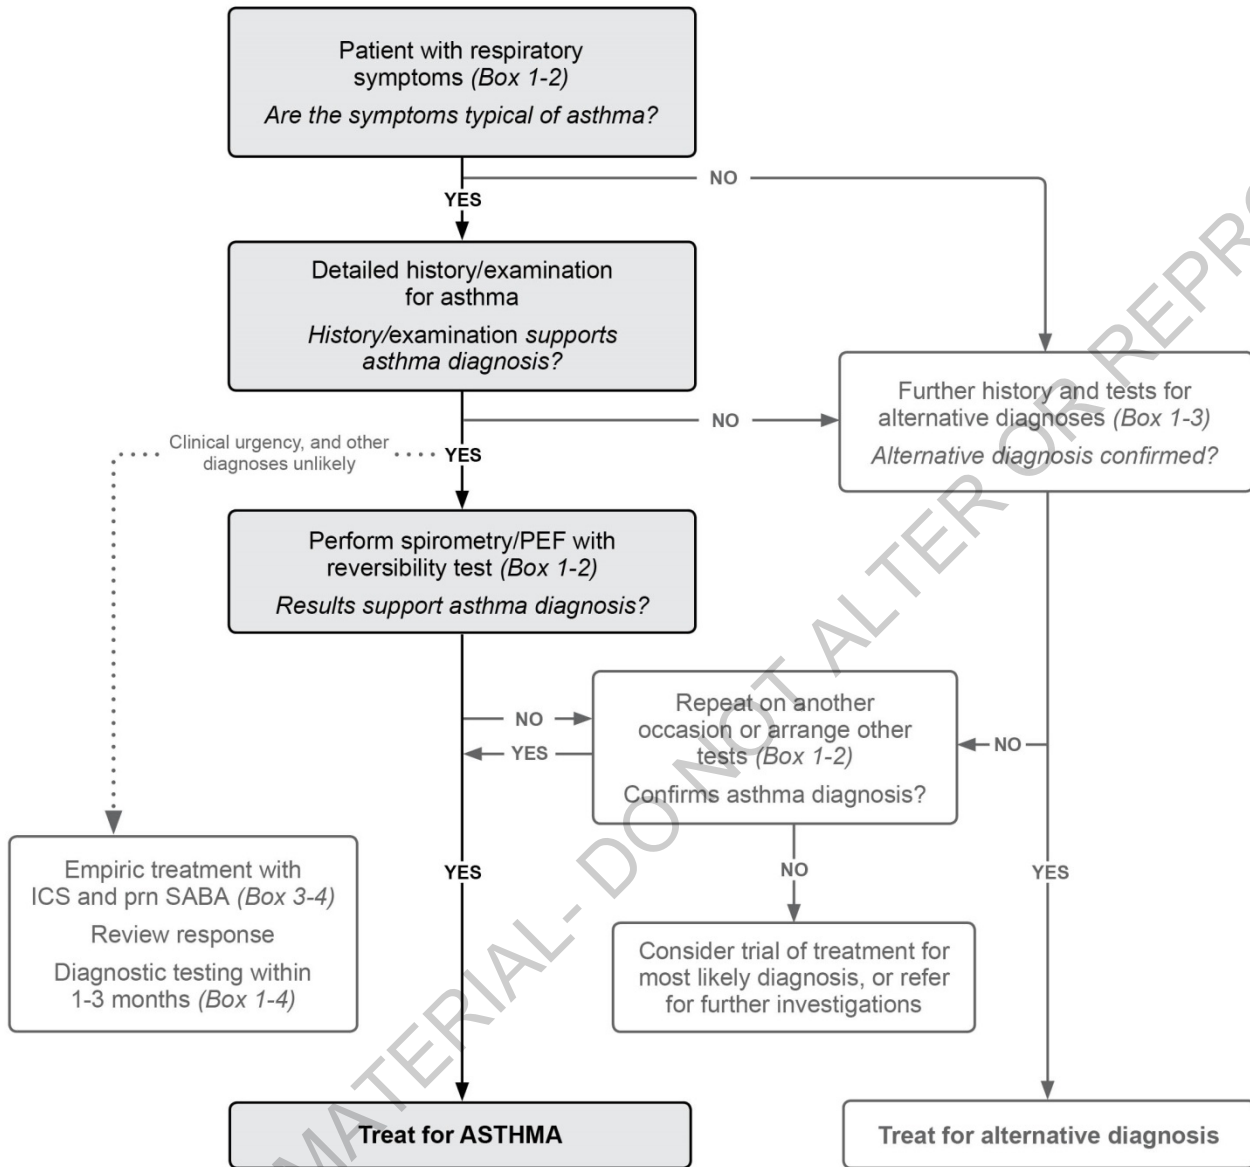 Patient with respiratory
symptoms (Box 1-2)
Are the symptoms typical of asthma?
NO
YES
Detailed history/examination
for asthma
History/examination supports
asthma diagnosis?
Further history and tests for
alternative diagnoses (Box 1-3)
Alternative diagnosis confirmed?
NO
Clinical urgency, and other
diagnoses unlikely
YES
Perform spirometry/PEF with
reversibility test (Box 1-2)
Results support asthma diagnosis?
Repeat on another
occasion or arrange other
tests (Box 1-2)
Confirms asthma diagnosis?
NO
YES
NO
Empiric treatment with
ICS and prn SABA (Box 3-4)
Review response
Diagnostic testing within
1-3 months (Box 1-4)
YES
NO
YES
Consider trial of treatment for
most likely diagnosis, or refer
for further investigations
Treat for ASTHMA
Treat for alternative diagnosis
MATERIAL- DO NOT ALTER OR